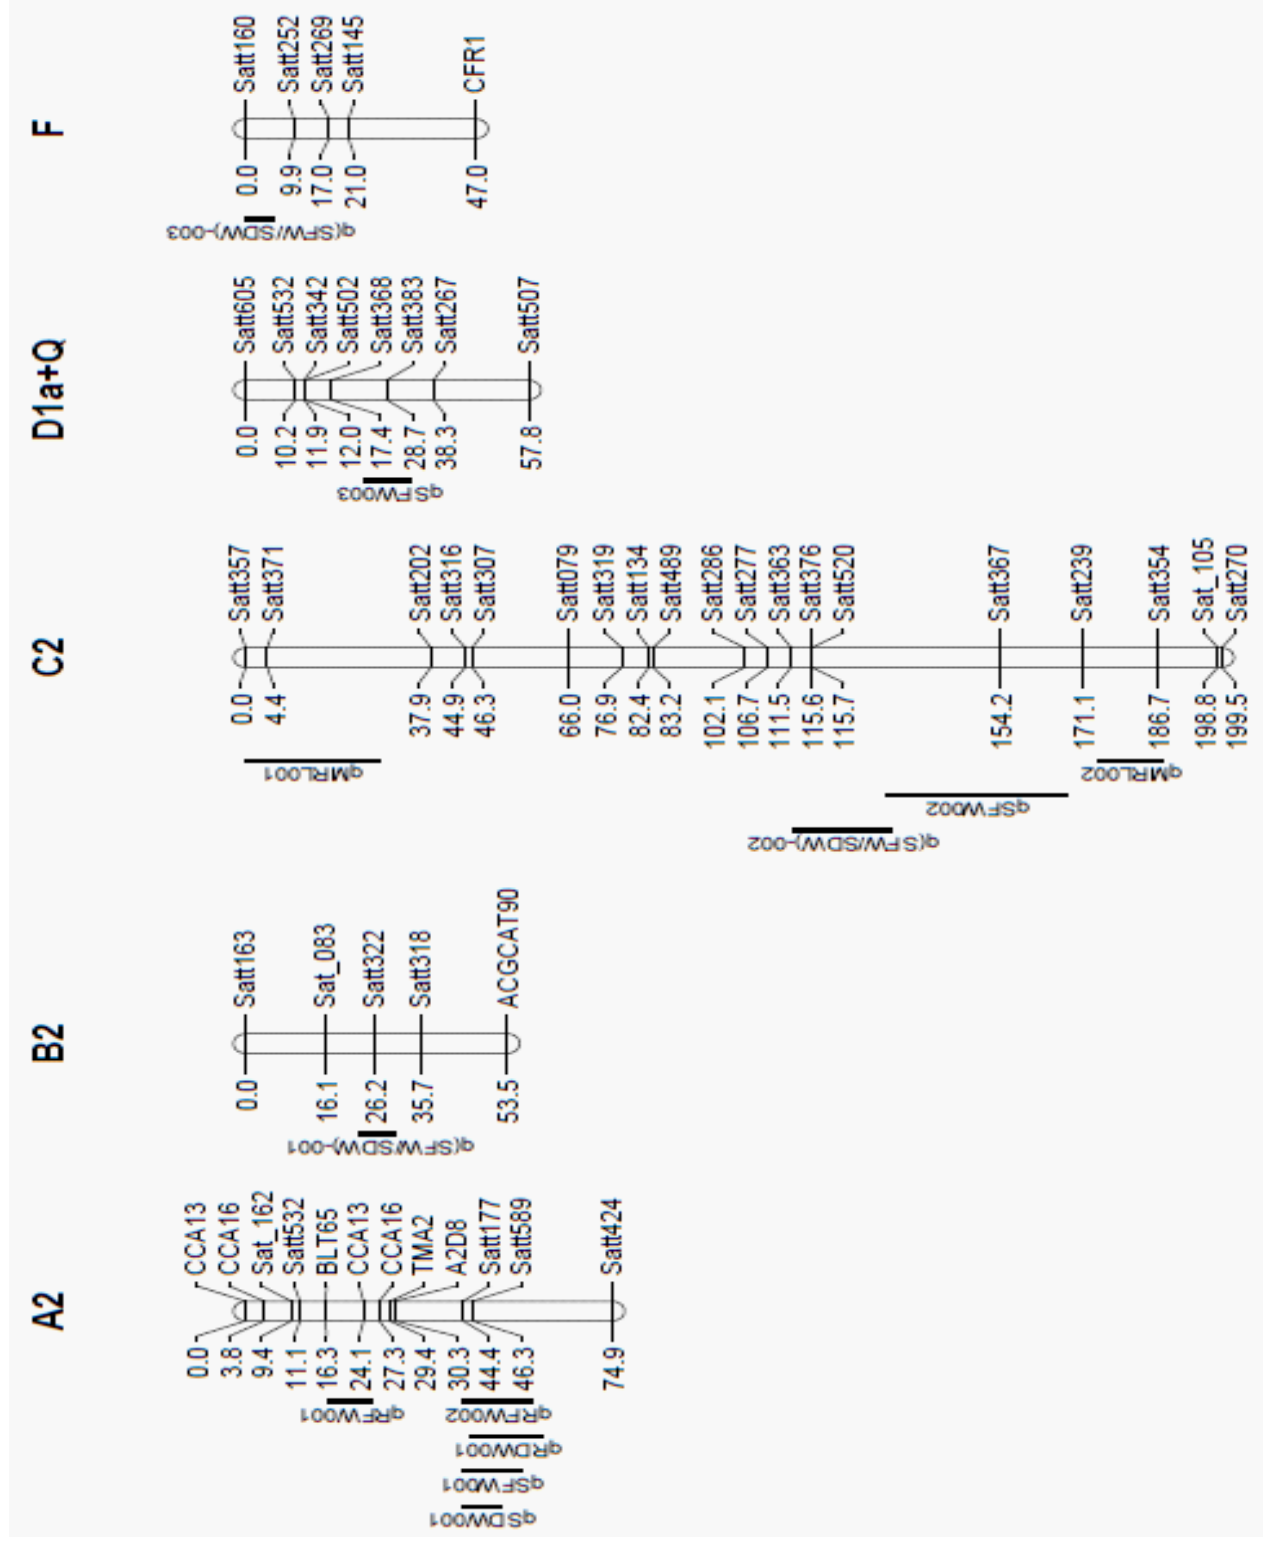 A2
0.0 CCA13
3.8 CCA16
9.4 Sat_162
11.1 Satt532
16.3 BLT65
24.1 CCA13
27.3 CCA16
29.4 TMA2
30.3 A2D8
44.4 Satt177
46.3 Satt589
74.9 Satt424
qRFW001
qRFW002
qRDW001
qSFW001
qSDW001
B2
0.0 Satt163
16.1 Sat_083
26.2 Satt322
35.7 Satt318
53.5 ACGCAT90
q(SFW/SDW)-001
C2
0.0 Satt357
4.4 Satt371
37.9 Satt202
44.9 Satt316
46.3 Satt307
66.0 Satt079
76.9 Satt319
82.4 Satt134
83.2 Satt489
102.1 Satt286
106.7 Satt277
111.5 Satt363
115.6 Satt376
115.7 Satt520
154.2 Satt367
171.1 Satt239
186.7 Satt354
198.8 Sat_105
199.5 Satt270
qMRL001
qMRL002
qSFW002
q(SFW/SDW)-002
D1a+Q
0.0 Satt605
10.2 Satt532
11.9 Satt342
12.0 Satt502
17.4 Satt368
28.7 Satt383
38.3 Satt267
57.8 Satt507
qSFW003
F
0.0 Satt160
9.9 Satt252
17.0 Satt269
21.0 Satt145
47.0 CFR1
q(SFW/SDW)-003